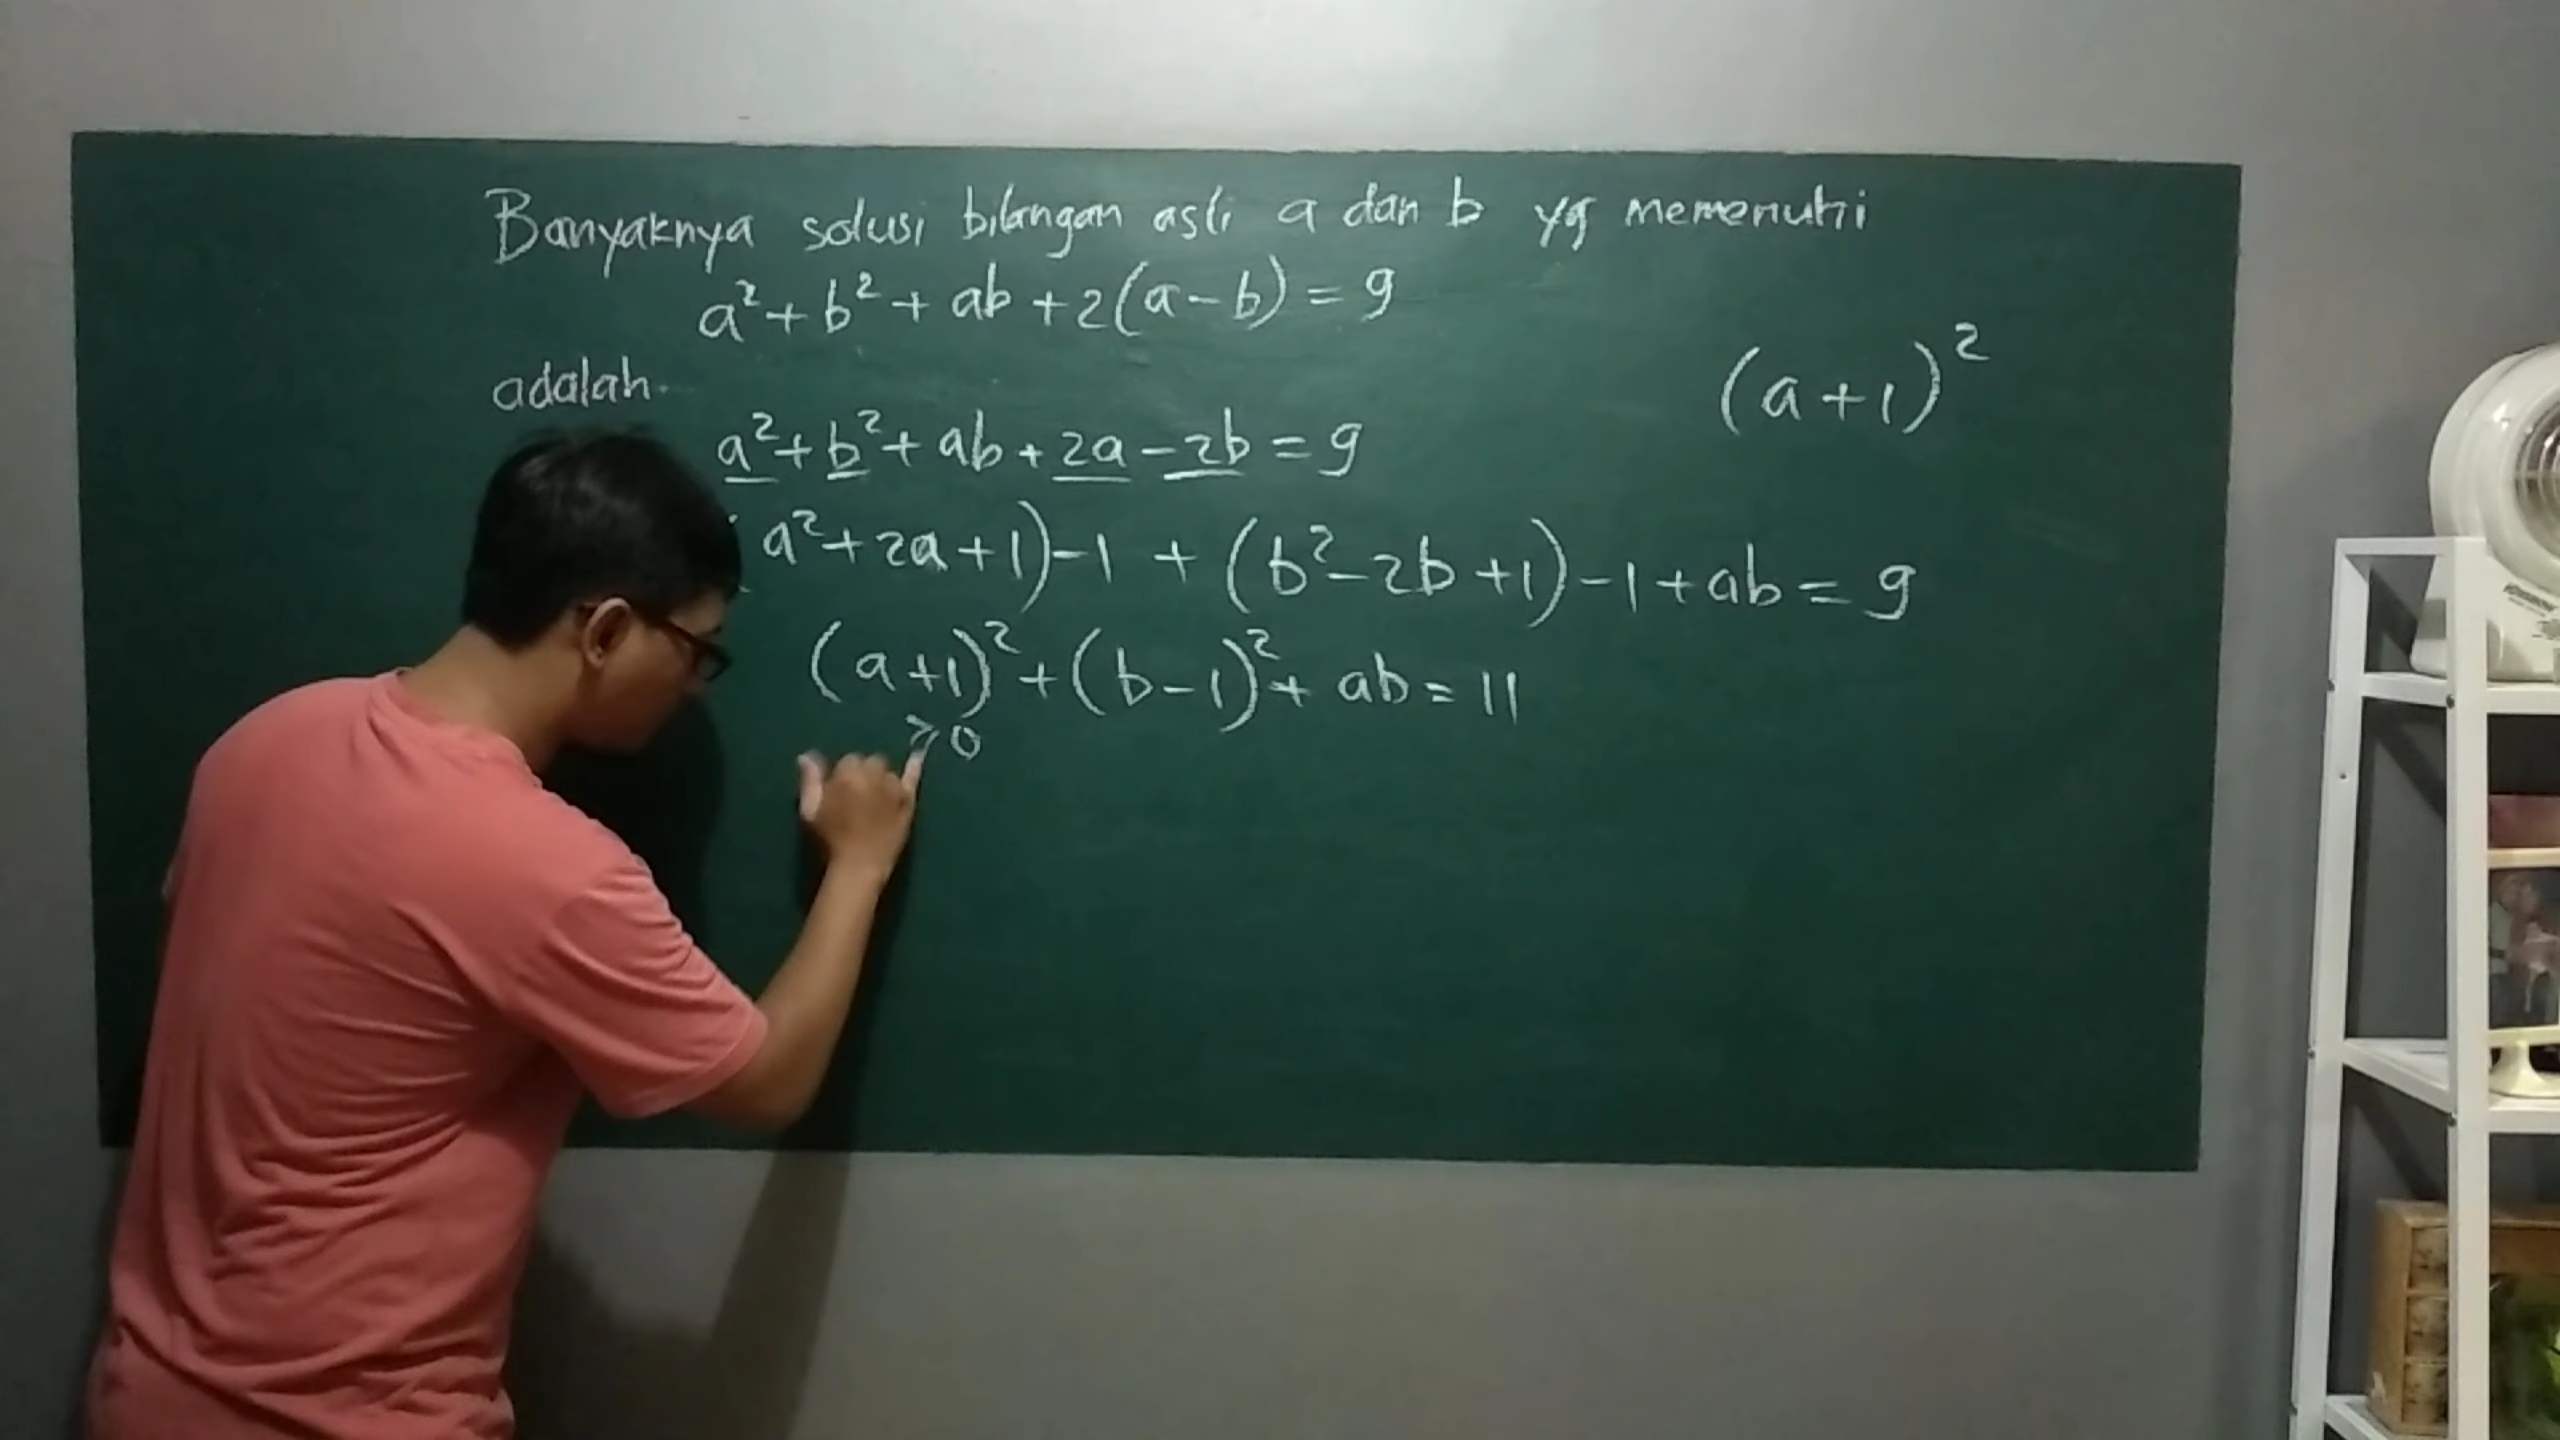 Banyaknya solusi bilangan asli a dan b yg memenuhi
a² + b² + ab + 2(a - b) = 9
adalah
(a + 1)²
a² + b² + ab + 2a - 2b = 9
(a² + 2a + 1) - 1 + (b² - 2b + 1) - 1 + ab = 9
(a + 1)² + (b - 1)² + ab = 11
≥ 0